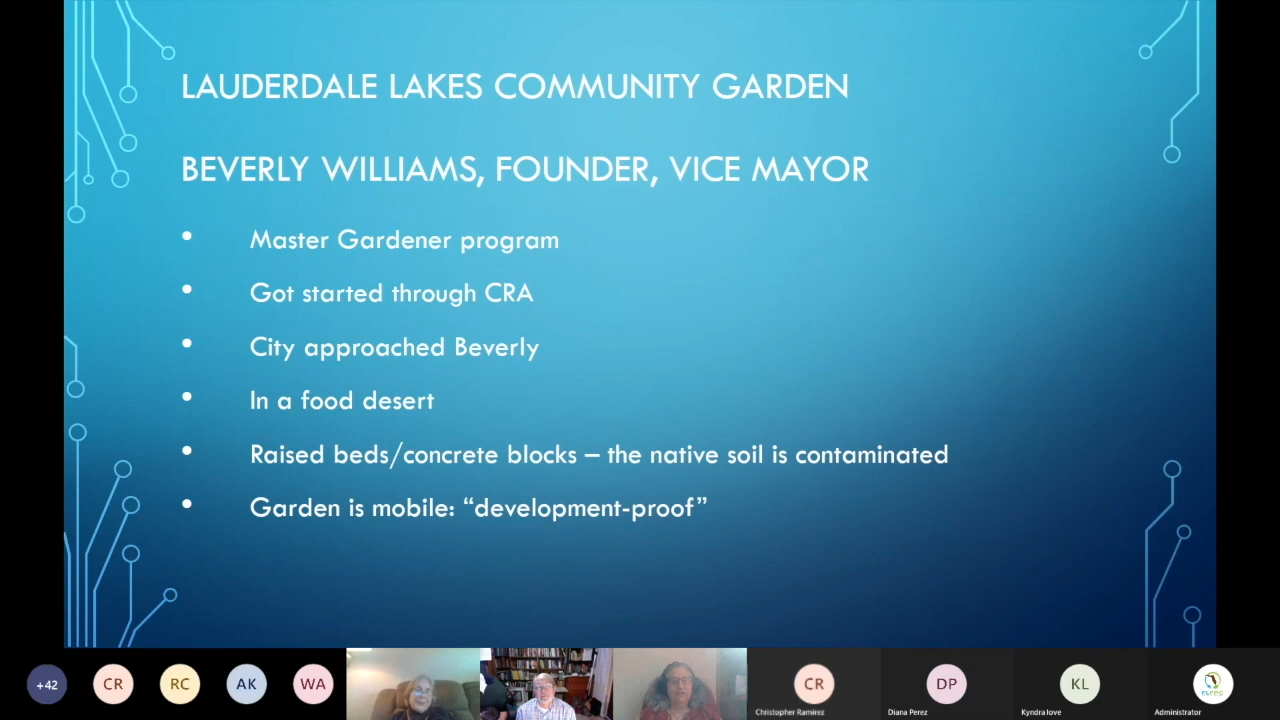 LAUDERDALE LAKES COMMUNITY GARDEN
BEVERLY WILLIAMS, FOUNDER, VICE MAYOR
• Master Gardener program
• Got started through CRA
• City approached Beverly
• In a food desert
• Raised beds/concrete blocks – the native soil is contaminated
• Garden is mobile: “development-proof”
+42 CR RC AK WA CR DP KL FLFPC
Christopher Ramirez Diana Perez Kyndra love Administrator